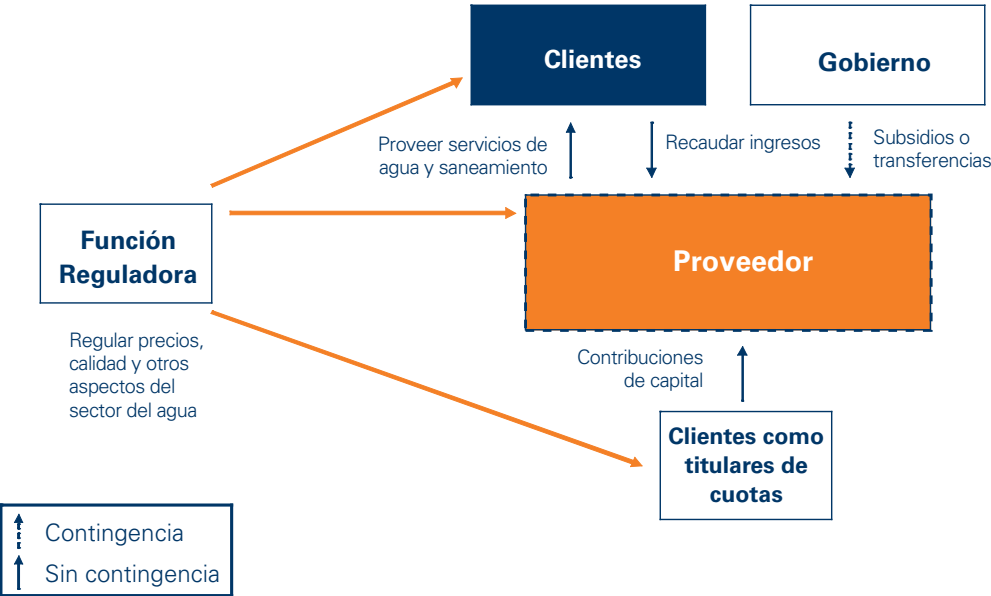 Clientes
Gobierno
Proveer servicios de
agua y saneamiento
Recaudar ingresos
Subsidios o
transferencias
Función
Reguladora
Proveedor
Regular precios,
calidad y otros
aspectos del
sector del agua
Contribuciones
de capital
Clientes como
titulares de
cuotas
Contingencia
Sin contingencia